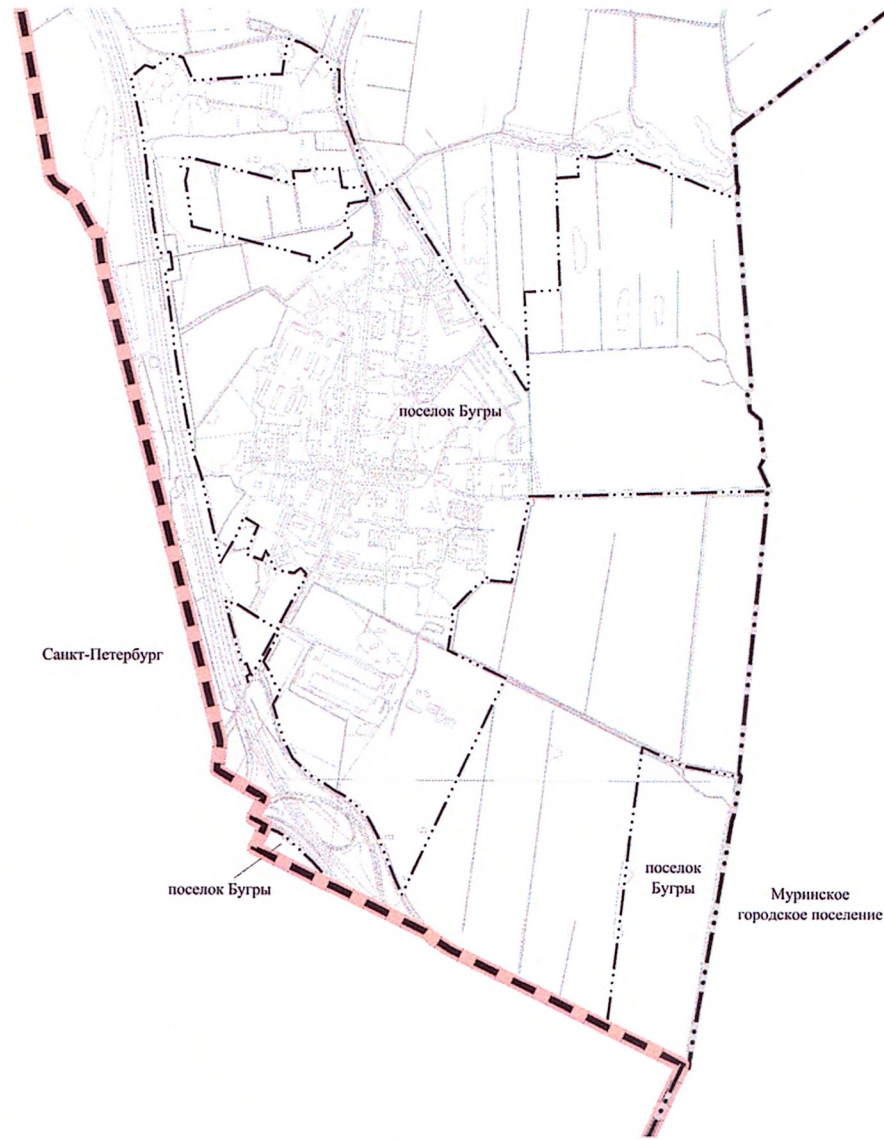 поселок Бугры
Санкт-Петербург
поселок Бугры
поселок
Бугры
Муринское
городское поселение